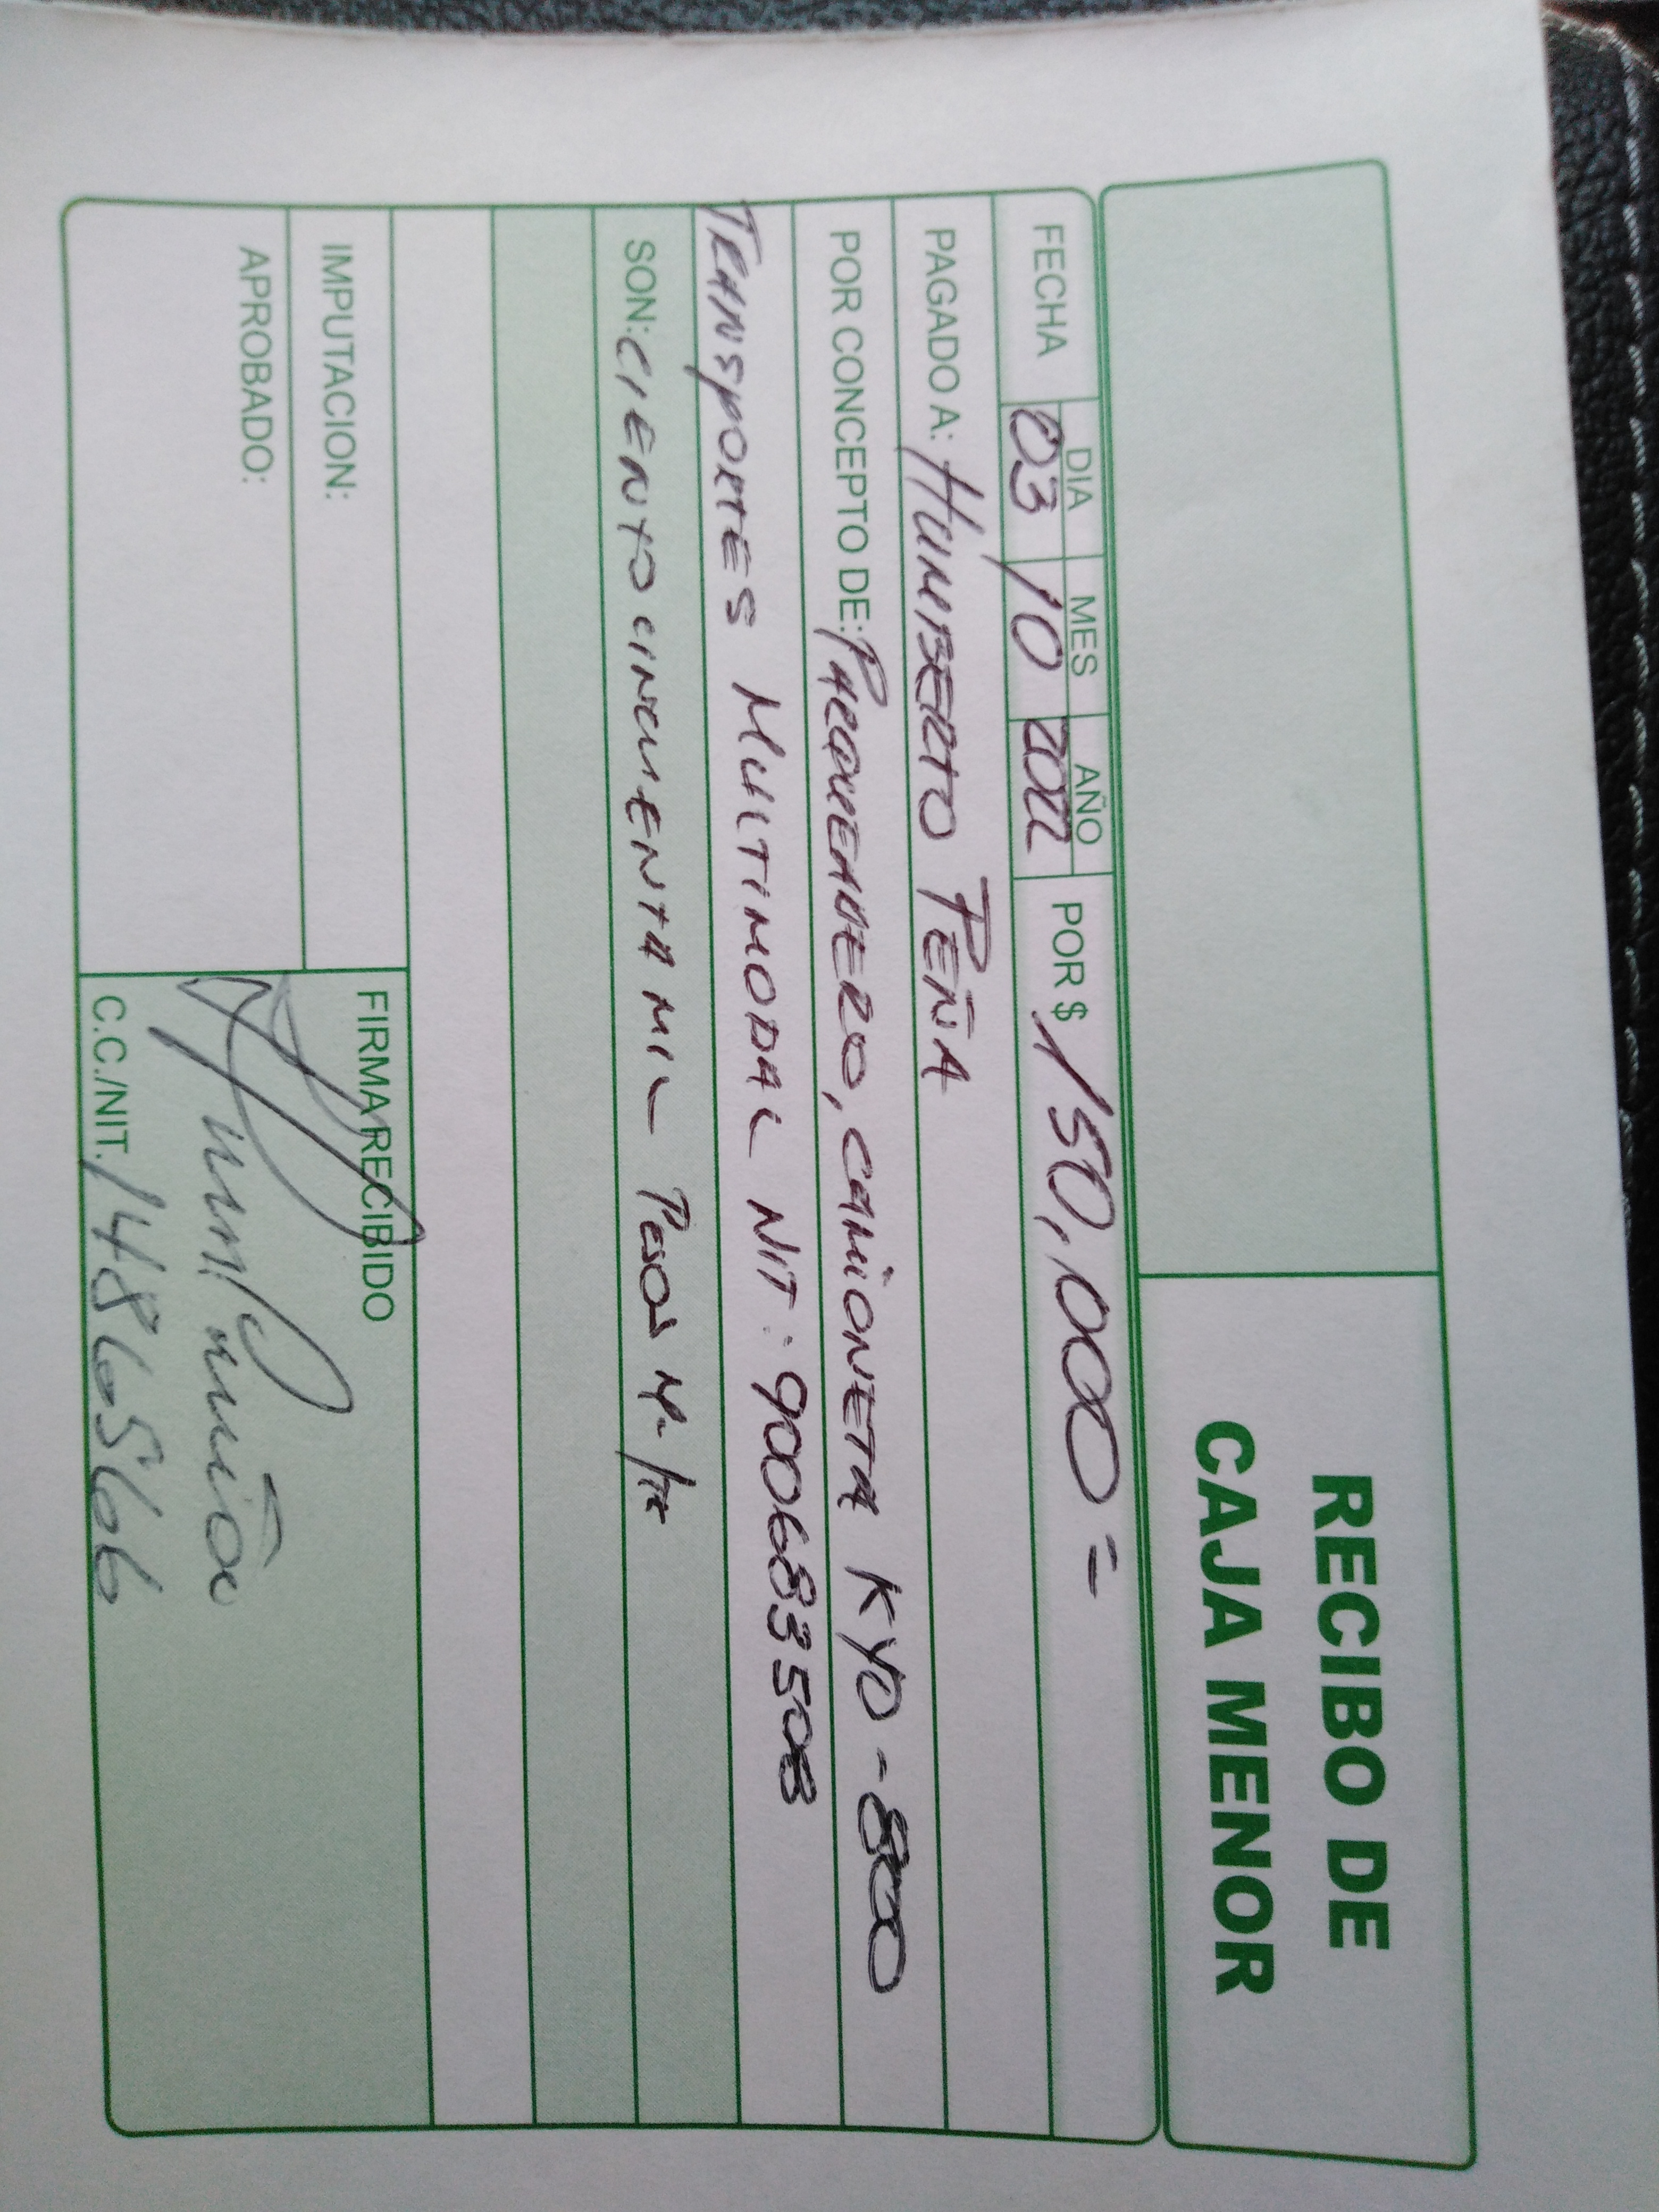 RECIBO DE
CAJA MENOR
FECHA DIA 03 MES 10 AÑO 2022 POR $ 150,000=
PAGADO A: HUMBERTO PEÑA
POR CONCEPTO DE: PARQUEADERO, CAMIONETA KYO-800
TRANSPORTES MULTIMODAL NIT: 900683508
SON: CIENTO CINCUENTA MIL PESOS M/TE
IMPUTACION:
APROBADO:
FIRMA RECIBIDO
C.C./NIT. 1486566